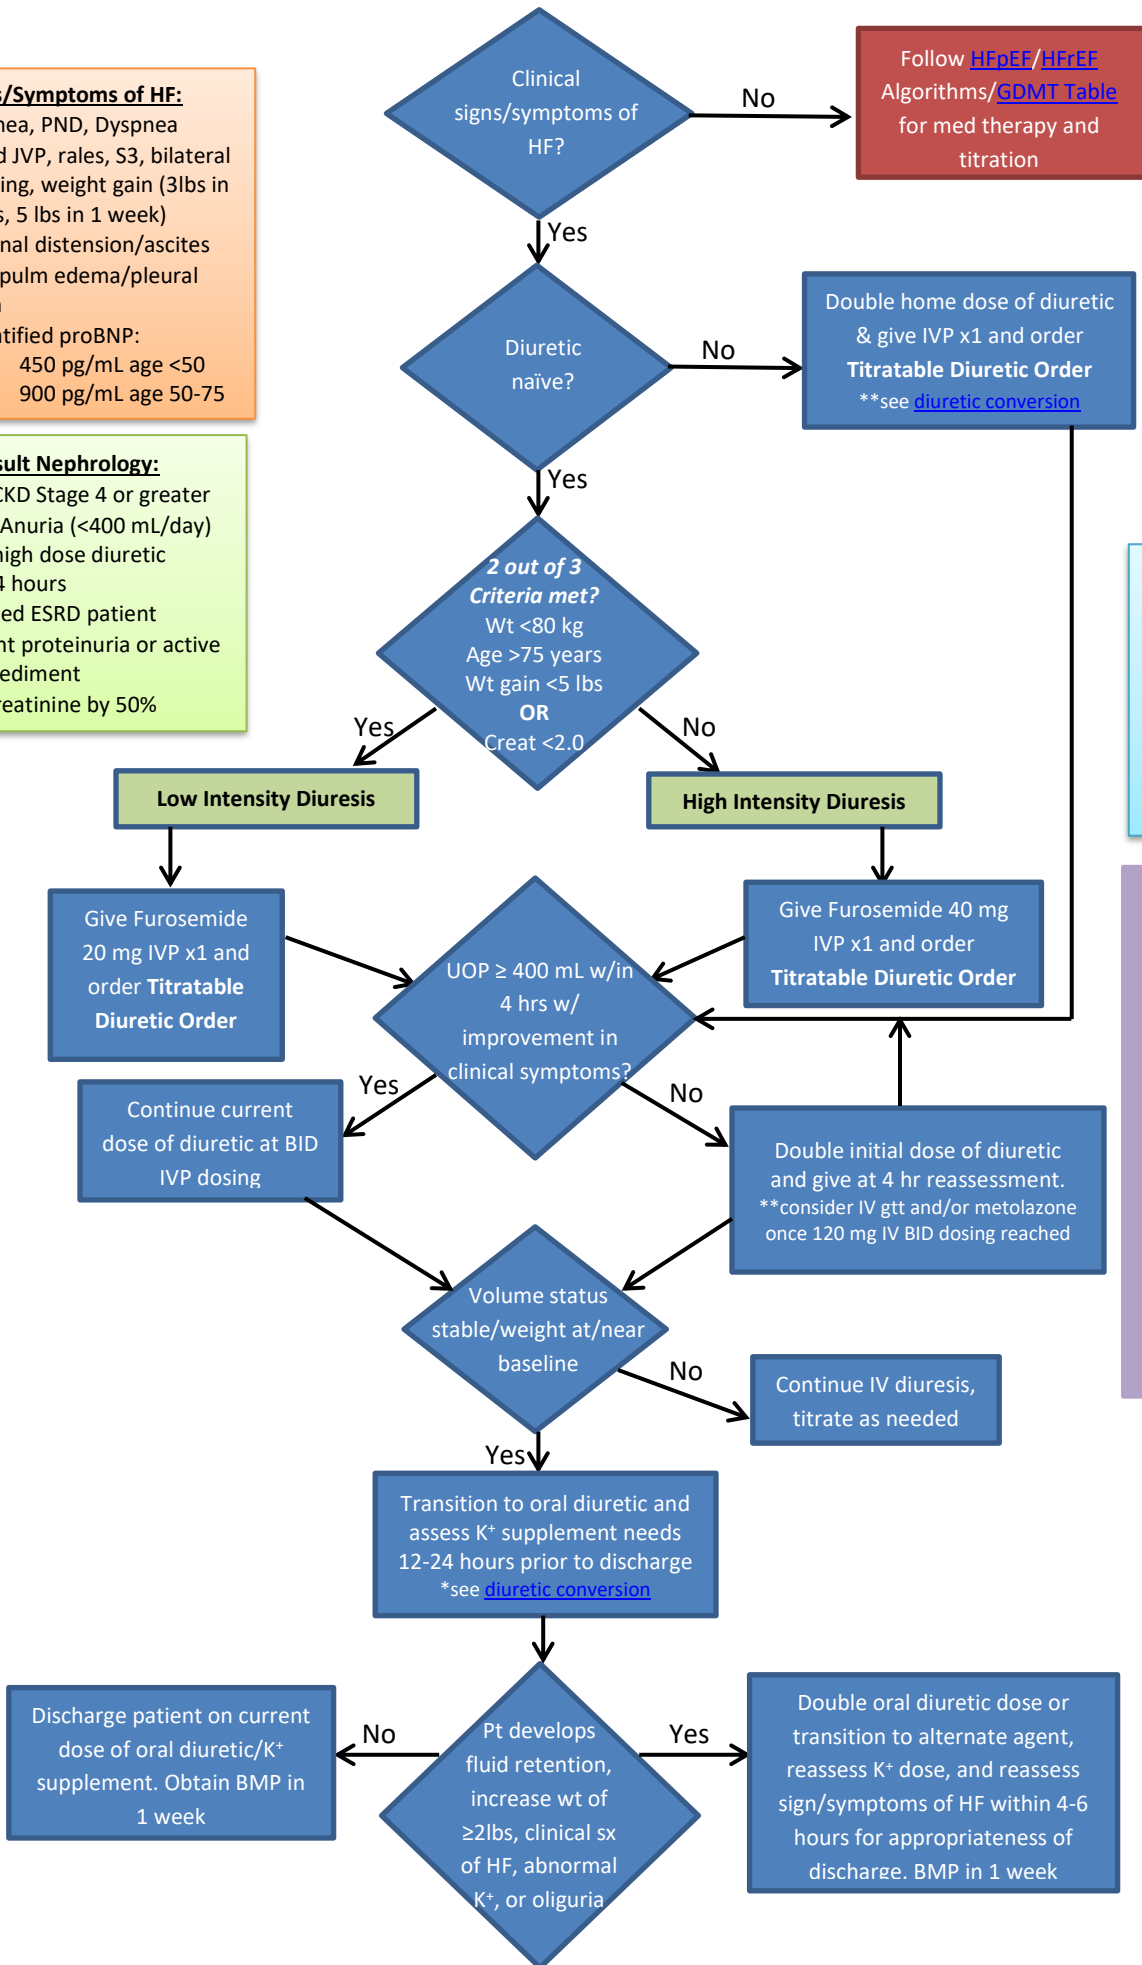 Clinical
signs/symptoms of
HF?
No
Follow HFpEF/HFrEF
Algorithms/GDMT Table
for med therapy and
titration
s/Symptoms of HF:
nea, PND, Dyspnea
d JVP, rales, S3, bilateral
ing, weight gain (3lbs in
s, 5 lbs in 1 week)
nal distension/ascites
pulm edema/pleural
ntified proBNP:
450 pg/mL age <50
900 pg/mL age 50-75
Yes
Diuretic
naïve?
No
Double home dose of diuretic
& give IVP x1 and order
Titratable Diuretic Order
**see diuretic conversion
sult Nephrology:
CKD Stage 4 or greater
Anuria (<400 mL/day)
high dose diuretic
4 hours
ed ESRD patient
nt proteinuria or active
ediment
reatinine by 50%
Yes
2 out of 3
Criteria met?
Wt <80 kg
Age >75 years
Wt gain <5 lbs
OR
Creat <2.0
Yes
No
Low Intensity Diuresis
High Intensity Diuresis
Give Furosemide
20 mg IVP x1 and
order Titratable
Diuretic Order
Give Furosemide 40 mg
IVP x1 and order
Titratable Diuretic Order
UOP ≥ 400 mL w/in
4 hrs w/
improvement in
clinical symptoms?
Yes
No
Continue current
dose of diuretic at BID
IVP dosing
Double initial dose of diuretic
and give at 4 hr reassessment.
**consider IV gtt and/or metolazone
once 120 mg IV BID dosing reached
Volume status
stable/weight at/near
baseline
No
Continue IV diuresis,
titrate as needed
Yes
Transition to oral diuretic and
assess K⁺ supplement needs
12-24 hours prior to discharge
*see diuretic conversion
Discharge patient on current
dose of oral diuretic/K⁺
supplement. Obtain BMP in
1 week
No
Pt develops
fluid retention,
increase wt of
≥2lbs, clinical sx
of HF, abnormal
K⁺, or oliguria
Yes
Double oral diuretic dose or
transition to alternate agent,
reassess K⁺ dose, and reassess
sign/symptoms of HF within 4-6
hours for appropriateness of
discharge. BMP in 1 week